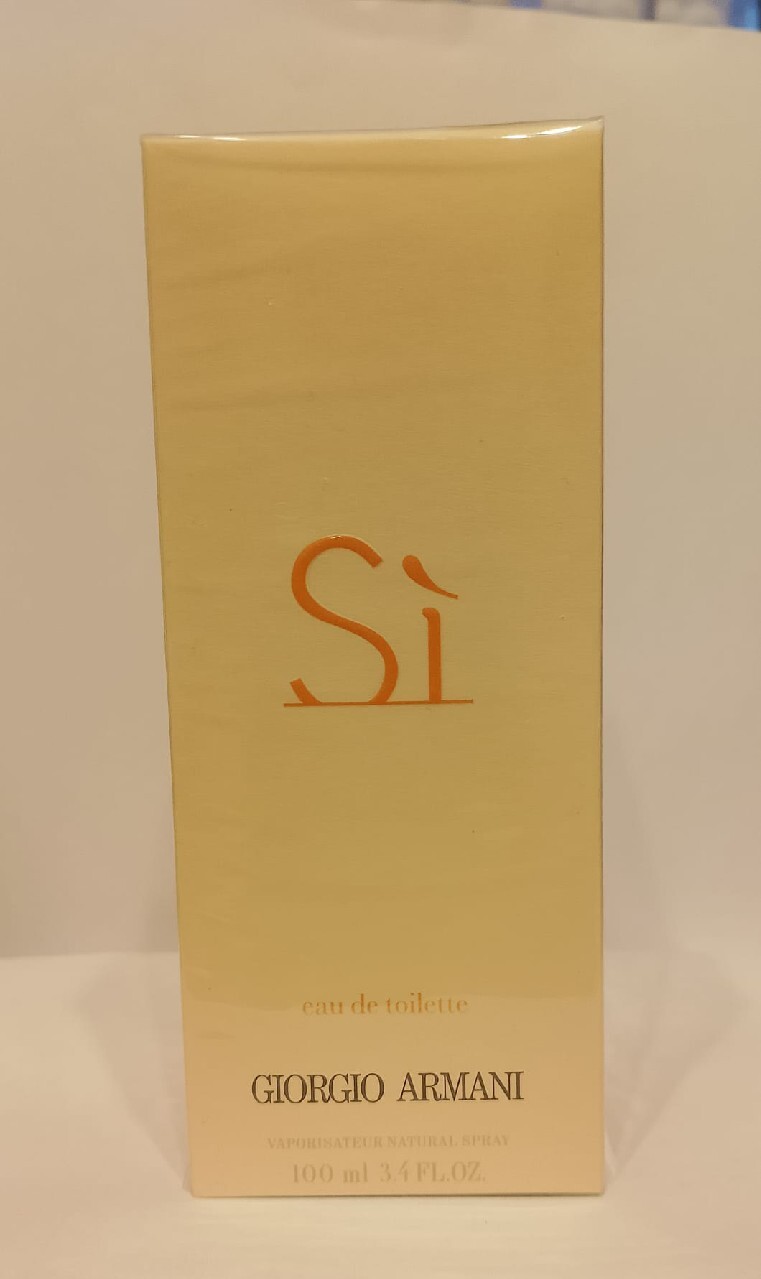 Sì
eau de toilette
GIORGIO ARMANI
VAPORISATEUR NATURAL SPRAY
100 ml 3.4 FL.OZ.